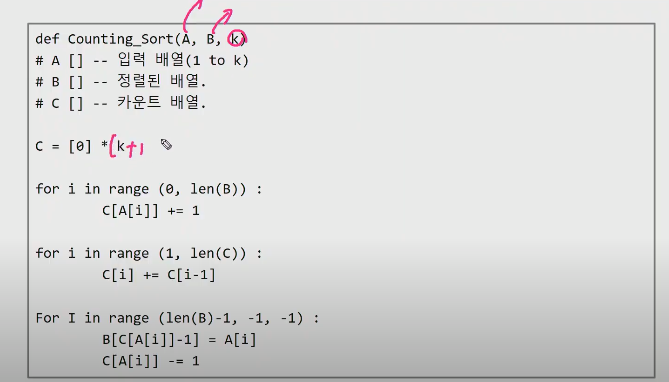 def Counting_Sort(A, B, k)
# A [] -- 입력 배열(1 to k)
# B [] -- 정렬된 배열.
# C [] -- 카운트 배열.
C = [0] * (k+1
for i in range (0, len(B)) :
C[A[i]] += 1
for i in range (1, len(C)) :
C[i] += C[i-1]
For I in range (len(B)-1, -1, -1) :
B[C[A[i]]-1] = A[i]
C[A[i]] -= 1